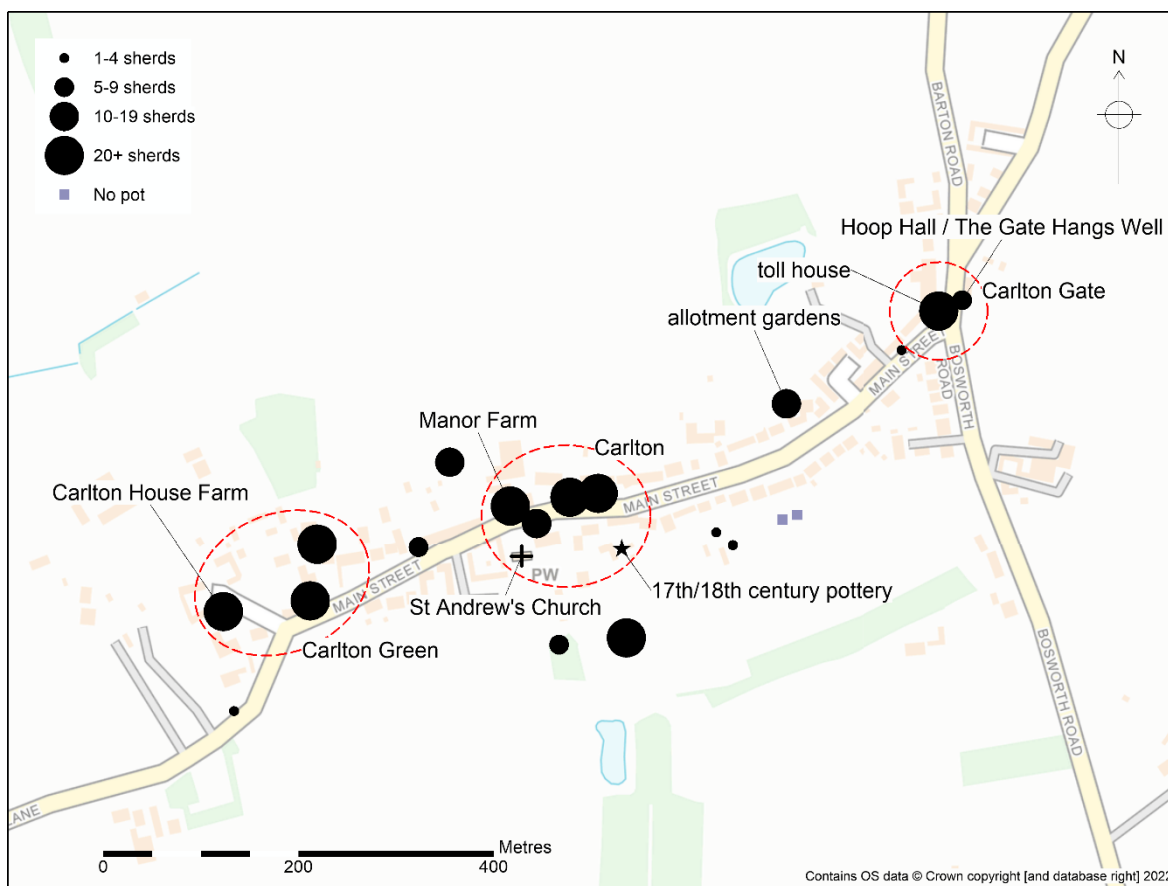 1-4 sherds
5-9 sherds
10-19 sherds
20+ sherds
No pot
N
BARTON ROAD
Hoop Hall / The Gate Hangs Well
toll house
Carlton Gate
allotment gardens
MAIN STREET
BOSWORTH
ROAD
Manor Farm
Carlton
Carlton House Farm
MAIN STREET
MAIN STREET
PW
17th/18th century pottery
St Andrew's Church
Carlton Green
BOSWORTH ROAD
LANE
Metres
0
200
400
Contains OS data © Crown copyright [and database right] 2022